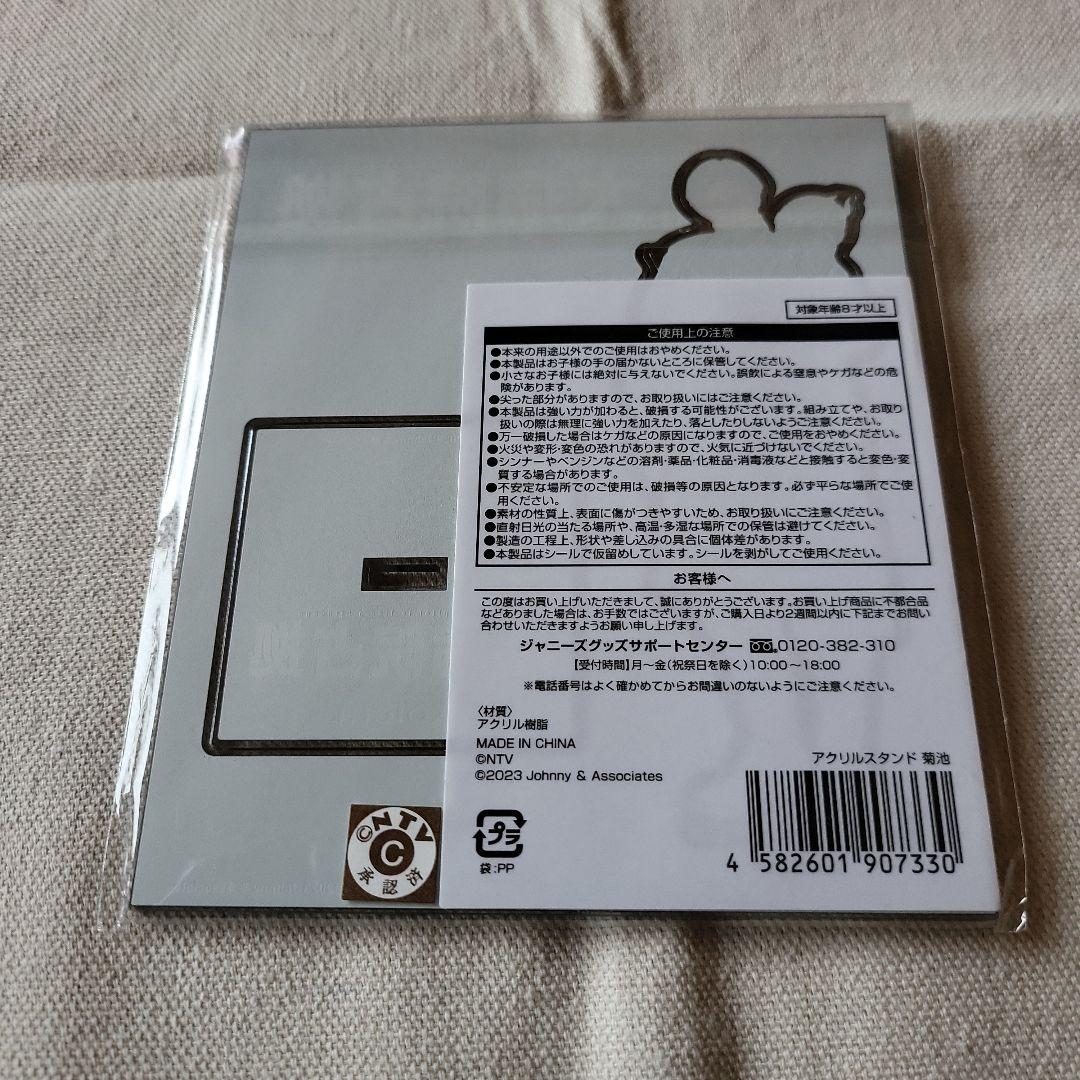 対象年齢8才以上
ご使用上の注意
●本来の用途以外でのご使用はおやめください。
●本製品はお子様の手の届かないところに保管してください。
●小さなお子様には絶対に与えないでください。誤飲による窒息やケガなどの危
険があります。
●尖った部分がありますので、お取り扱いにはご注意ください。
●本製品は強い力が加わると、破損する可能性がございます。組み立てや、お取り
扱いの際は無理に強い力を加えたり、落としたりしないようご注意ください。
●万一破損した場合はケガなどの原因になりますので、ご使用をおやめください。
●火災や変形・変色の恐れがありますので、火気に近づけないでください。
●シンナーやベンジンなどの溶剤・薬品・化粧品・消毒液などと接触すると変色・変
質する場合があります。
●不安定な場所でのご使用は、破損等の原因となります。必ず平らな場所でご使
用ください。
●素材の性質上、表面に傷がつきやすいため、お取り扱いにご注意ください。
●直射日光の当たる場所や、高温・多湿な場所での保管は避けてください。
●製造の工程上、形状や差し込みの具合に個体差があります。
●本製品はシールで仮留めしています。シールを剥がしてご使用ください。
お客様へ
この度はお買い上げいただきまして、誠にありがとうございます。お買い上げ商品に不都合品
などありました場合は、お手数ではございますが、ご購入日より2週間以内に下記までお問い
合わせいただきますようお願い申し上げます。
ジャニーズグッズサポートセンター 0120-382-310
【受付時間】月～金(祝祭日を除く)10:00～18:00
※電話番号はよく確かめてからお間違いのないようにご注意ください。
〈材質〉
アクリル樹脂
MADE IN CHINA
©NTV
©2023 Johnny & Associates
アクリルスタンド 菊池
プラ
袋:PP
4 582601 907330
©NTV
C
承認済